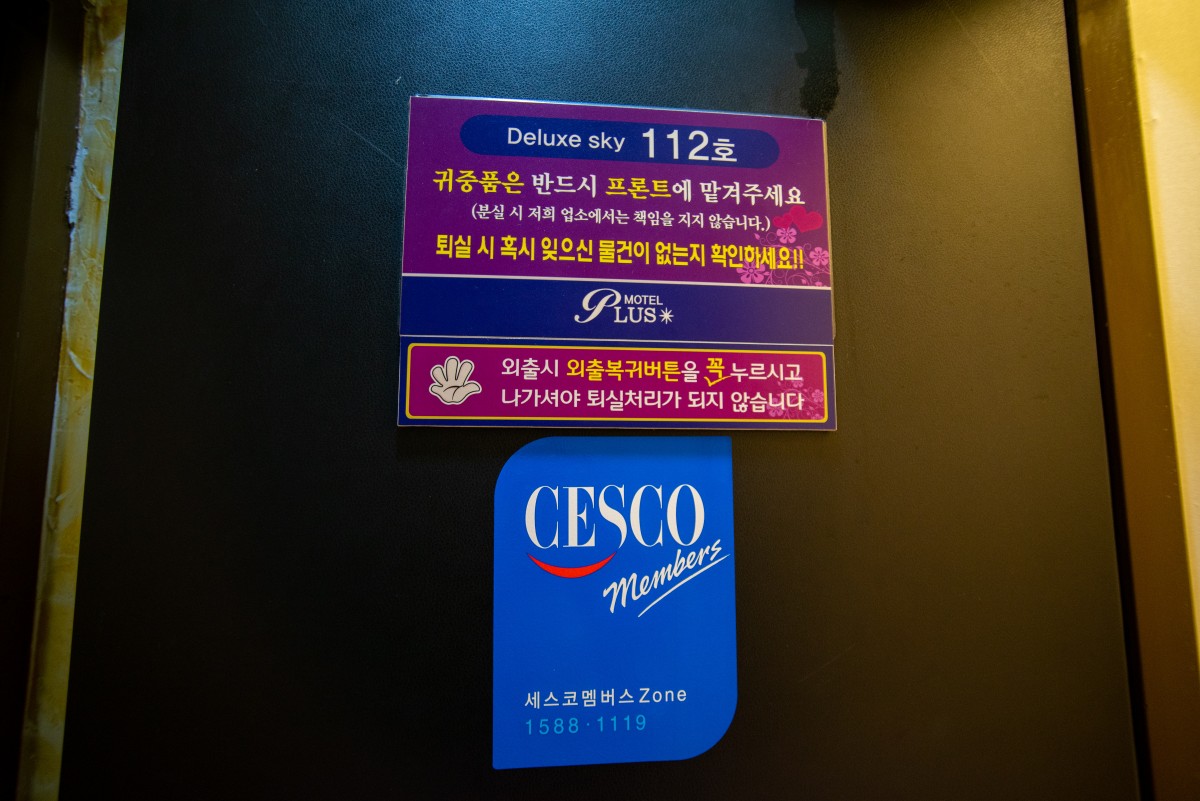 Deluxe sky 112호
귀중품은 반드시 프론트에 맡겨주세요
(분실 시 저희 업소에서는 책임을 지지 않습니다.)
퇴실 시 혹시 잊으신 물건이 없는지 확인하세요!!
MOTEL
PLUS
외출시 외출복귀버튼을 꼭 누르시고
나가셔야 퇴실처리가 되지 않습니다
CESCO
Members
세스코멤버스 Zone
1588·1119